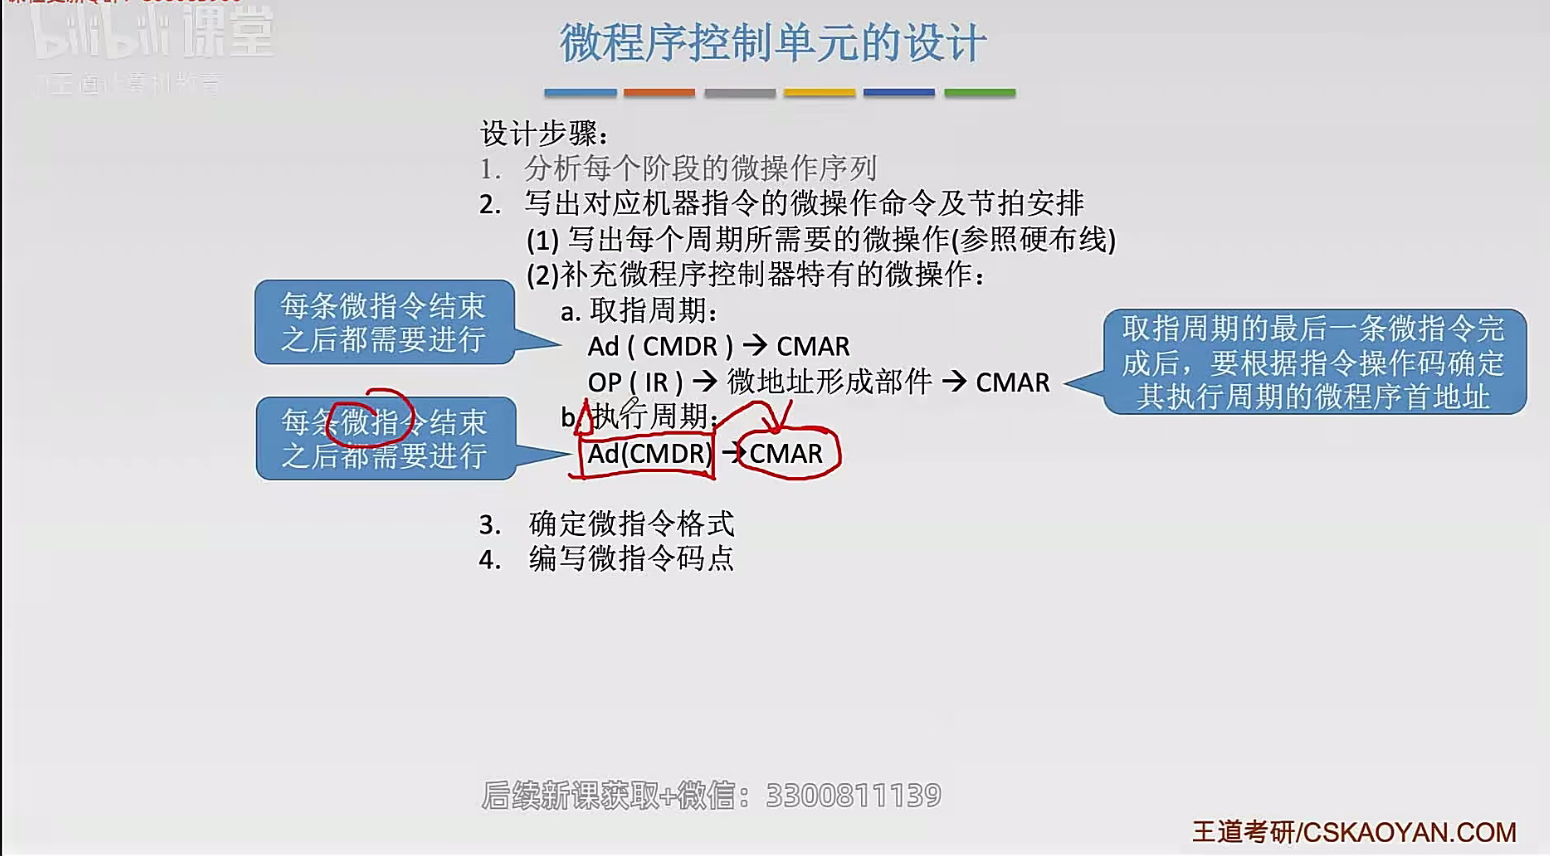 bilibili课堂
@王道计算机教育
微程序控制单元的设计
设计步骤：
1. 分析每个阶段的微操作序列
2. 写出对应机器指令的微操作命令及节拍安排
(1) 写出每个周期所需要的微操作(参照硬布线)
(2)补充微程序控制器特有的微操作：
a. 取指周期：
Ad ( CMDR ) → CMAR
OP ( IR ) → 微地址形成部件 → CMAR
b. 执行周期：
Ad(CMDR) → CMAR
每条微指令结束
之后都需要进行
每条微指令结束
之后都需要进行
取指周期的最后一条微指令完
成后，要根据指令操作码确定
其执行周期的微程序首地址
3. 确定微指令格式
4. 编写微指令码点
后续新课获取+微信：3300811139
王道考研/CSKAOYAN.COM